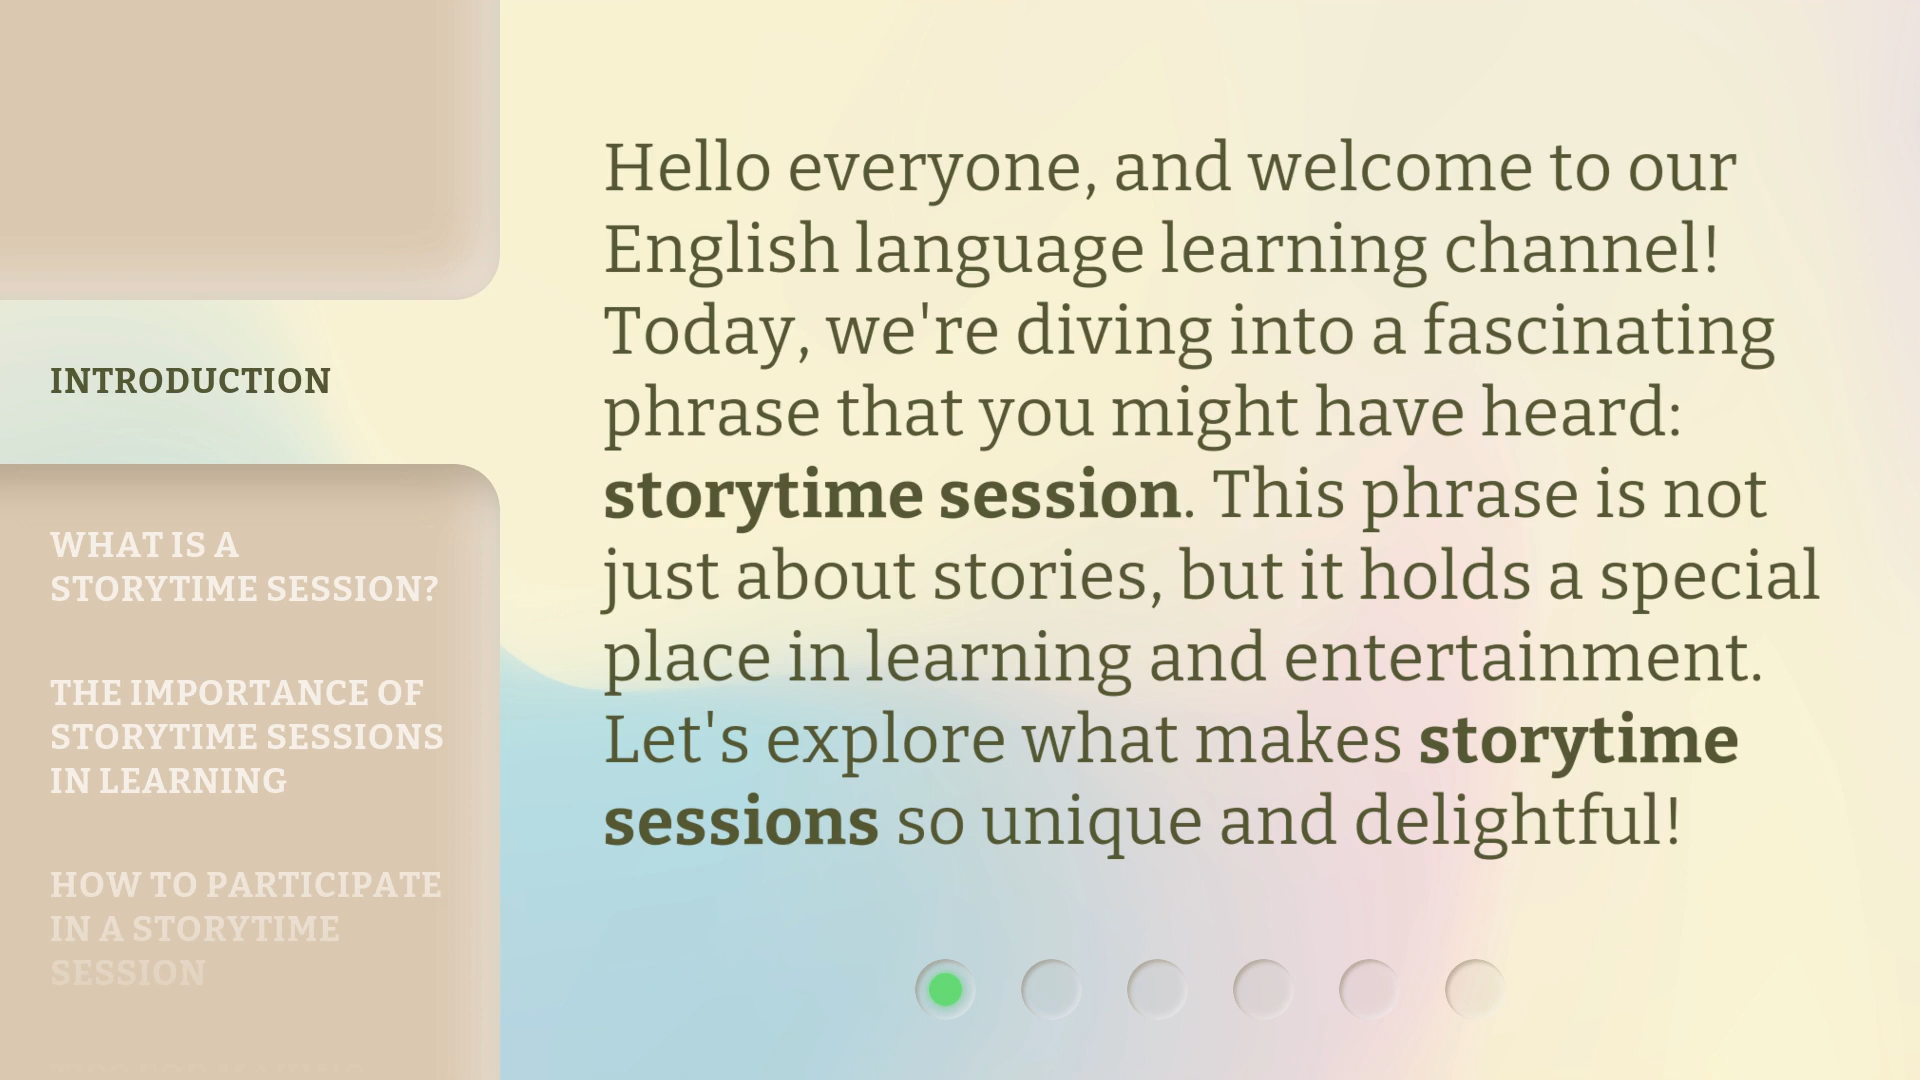 INTRODUCTION
WHAT IS A
STORYTIME SESSION?
THE IMPORTANCE OF
STORYTIME SESSIONS
IN LEARNING
HOW TO PARTICIPATE
IN A STORYTIME
SESSION
Hello everyone, and welcome to our
English language learning channel!
Today, we're diving into a fascinating
phrase that you might have heard:
storytime session. This phrase is not
just about stories, but it holds a special
place in learning and entertainment.
Let's explore what makes storytime
sessions so unique and delightful!